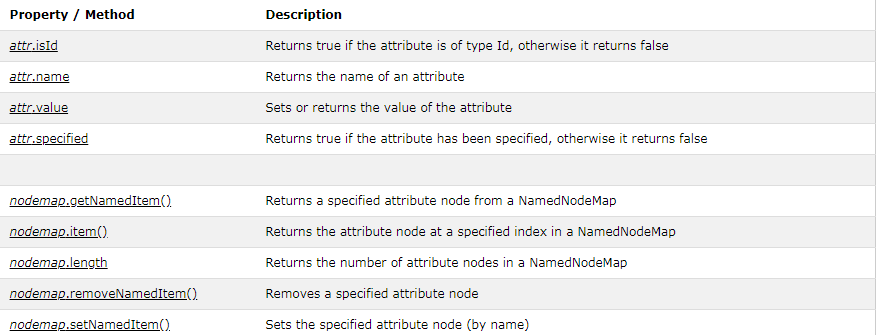 Property / Method Description
attr.isId Returns true if the attribute is of type Id, otherwise it returns false
attr.name Returns the name of an attribute
attr.value Sets or returns the value of the attribute
attr.specified Returns true if the attribute has been specified, otherwise it returns false
nodemap.getNamedItem() Returns a specified attribute node from a NamedNodeMap
nodemap.item() Returns the attribute node at a specified index in a NamedNodeMap
nodemap.length Returns the number of attribute nodes in a NamedNodeMap
nodemap.removeNamedItem() Removes a specified attribute node
nodemap.setNamedItem() Sets the specified attribute node (by name)